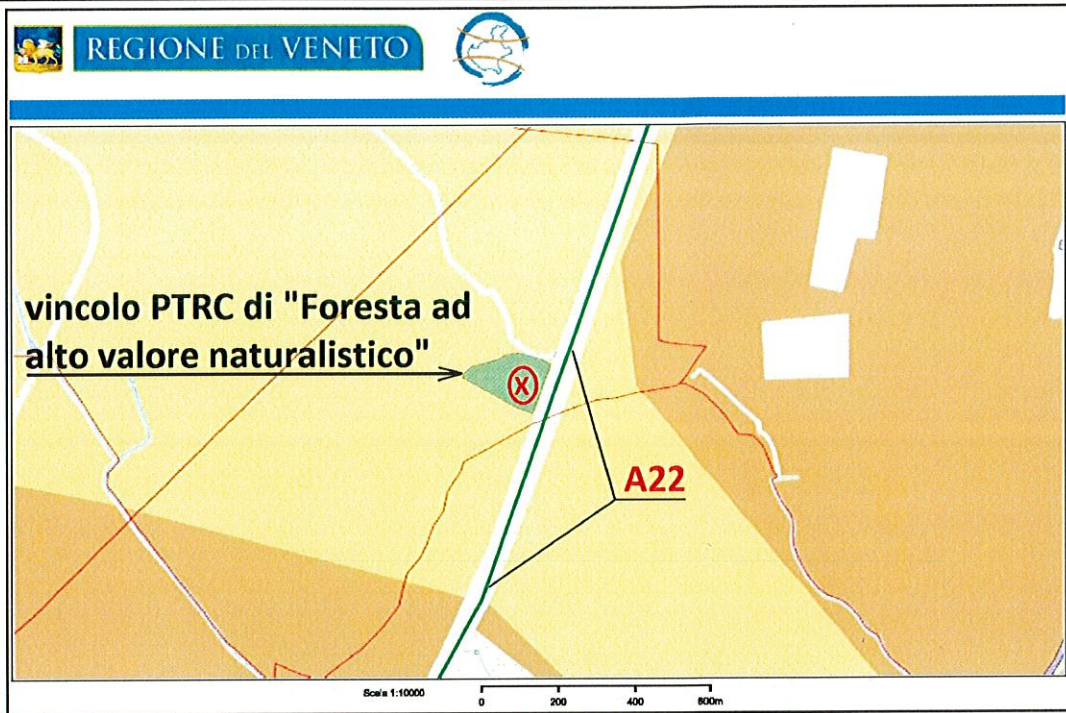 REGIONE DEL VENETO
vincolo PTRC di "Foresta ad
alto valore naturalistico"
X
A22
E
Scala 1:10000
0 200 400 600m